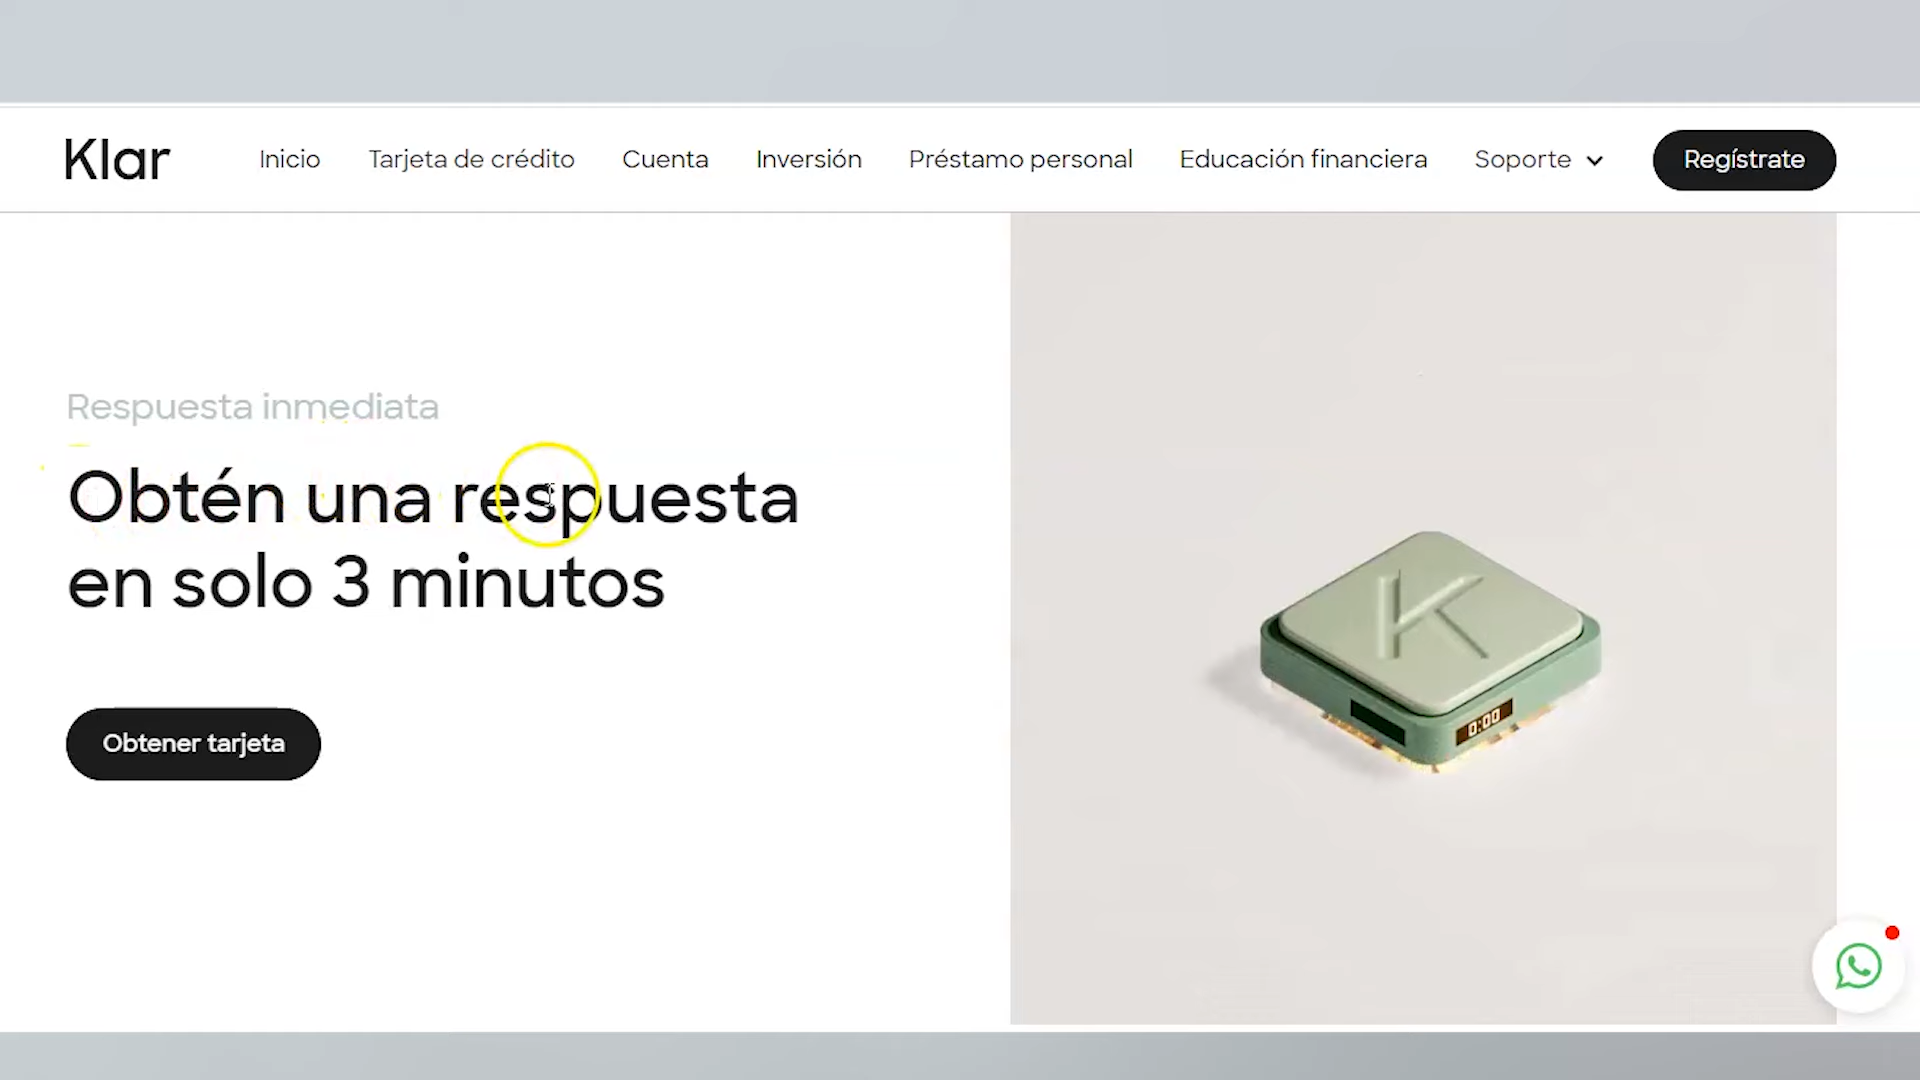 Klar
Inicio
Tarjeta de crédito
Cuenta
Inversión
Préstamo personal
Educación financiera
Soporte
Regístrate
Respuesta inmediata
Obtén una respuesta
en solo 3 minutos
Obtener tarjeta
K
0:00